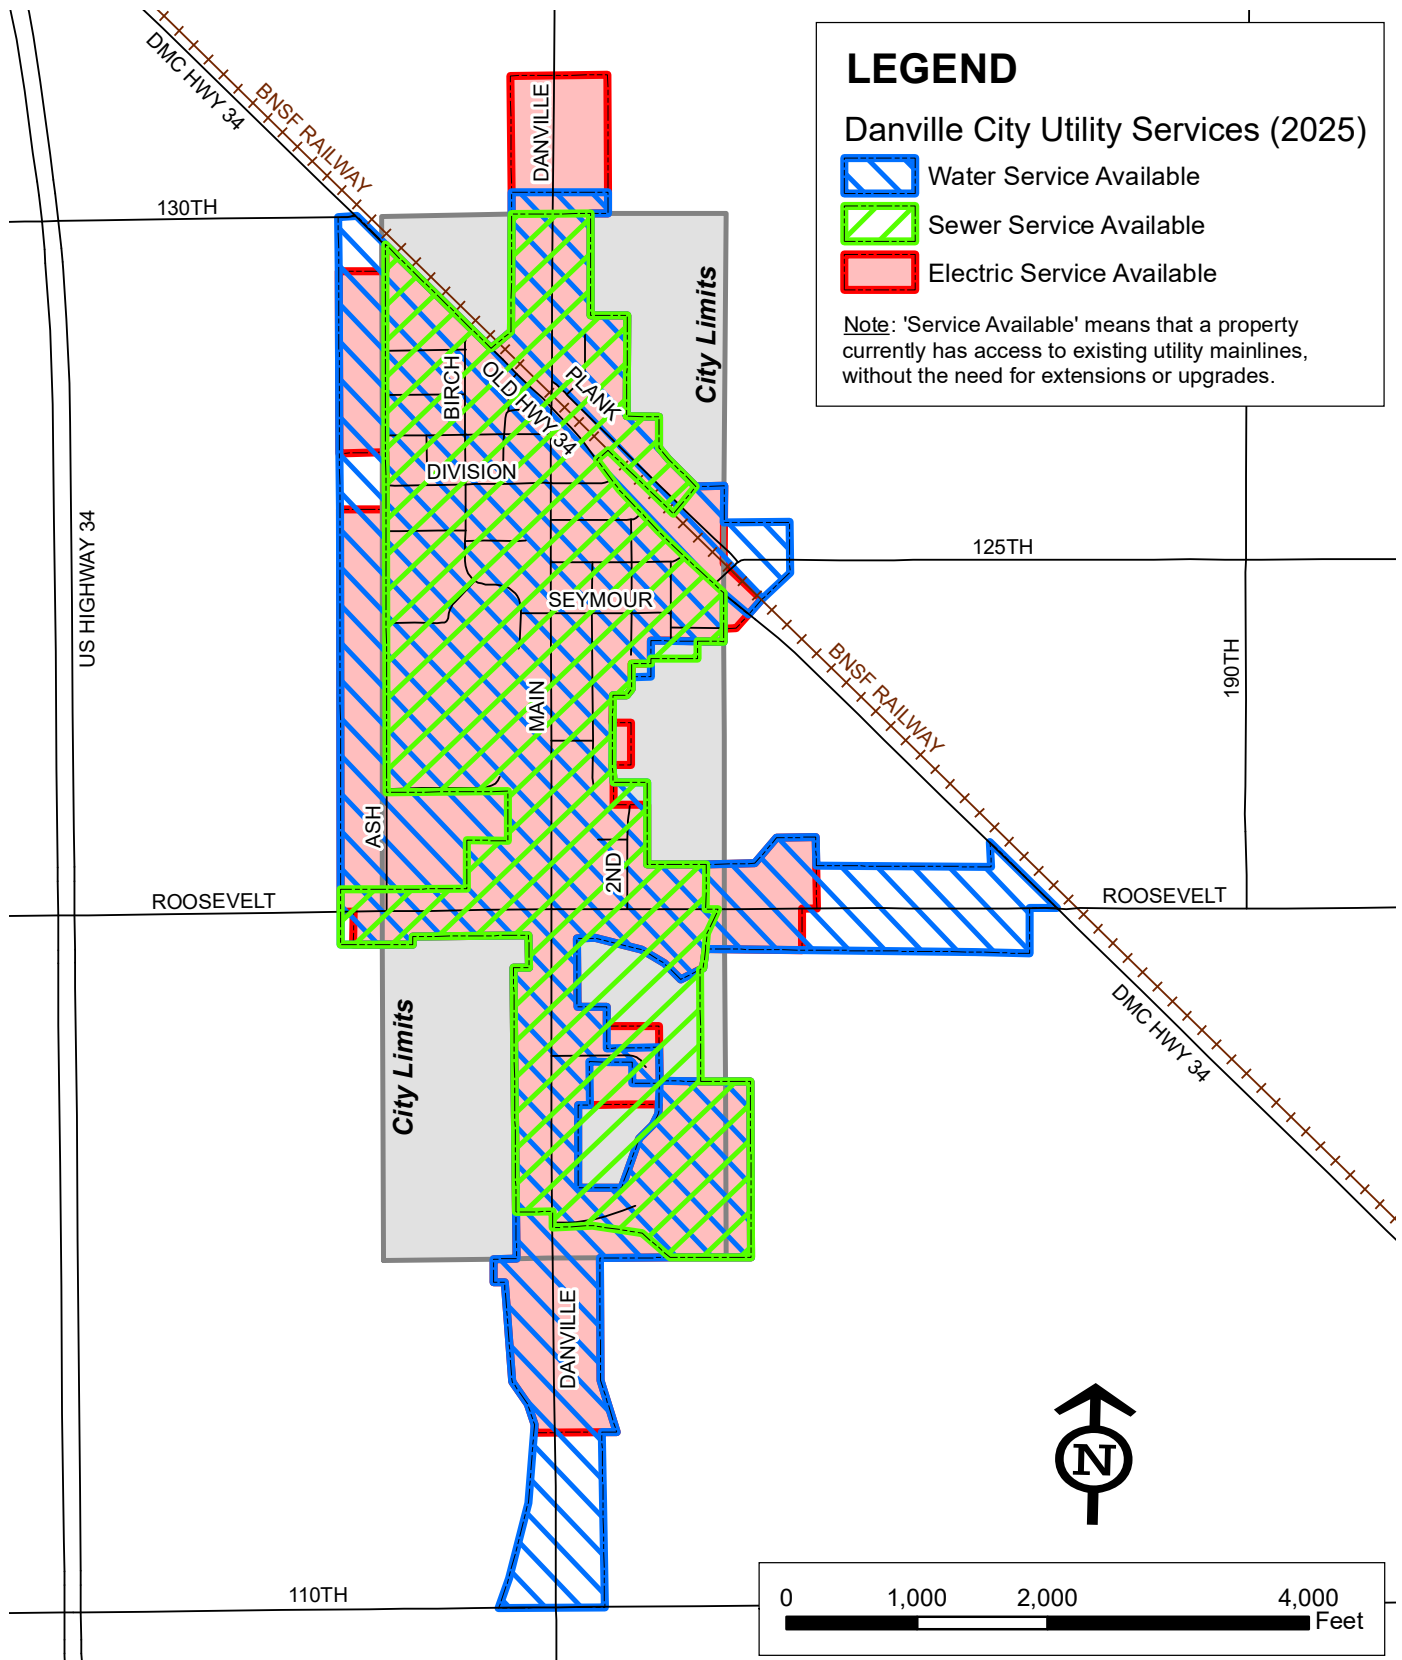 LEGEND
Danville City Utility Services (2025)
Water Service Available
Sewer Service Available
Electric Service Available
Note: 'Service Available' means that a property
currently has access to existing utility mainlines,
without the need for extensions or upgrades.
DMC HWY 34
BNSF RAILWAY
DANVILLE
130TH
City Limits
BIRCH
OLD HWY 34
PLANK
DIVISION
US HIGHWAY 34
125TH
SEYMOUR
190TH
BNSF RAILWAY
MAIN
ASH
2ND
ROOSEVELT
ROOSEVELT
City Limits
DMC HWY 34
DANVILLE
N
110TH
0 1,000 2,000 4,000
Feet